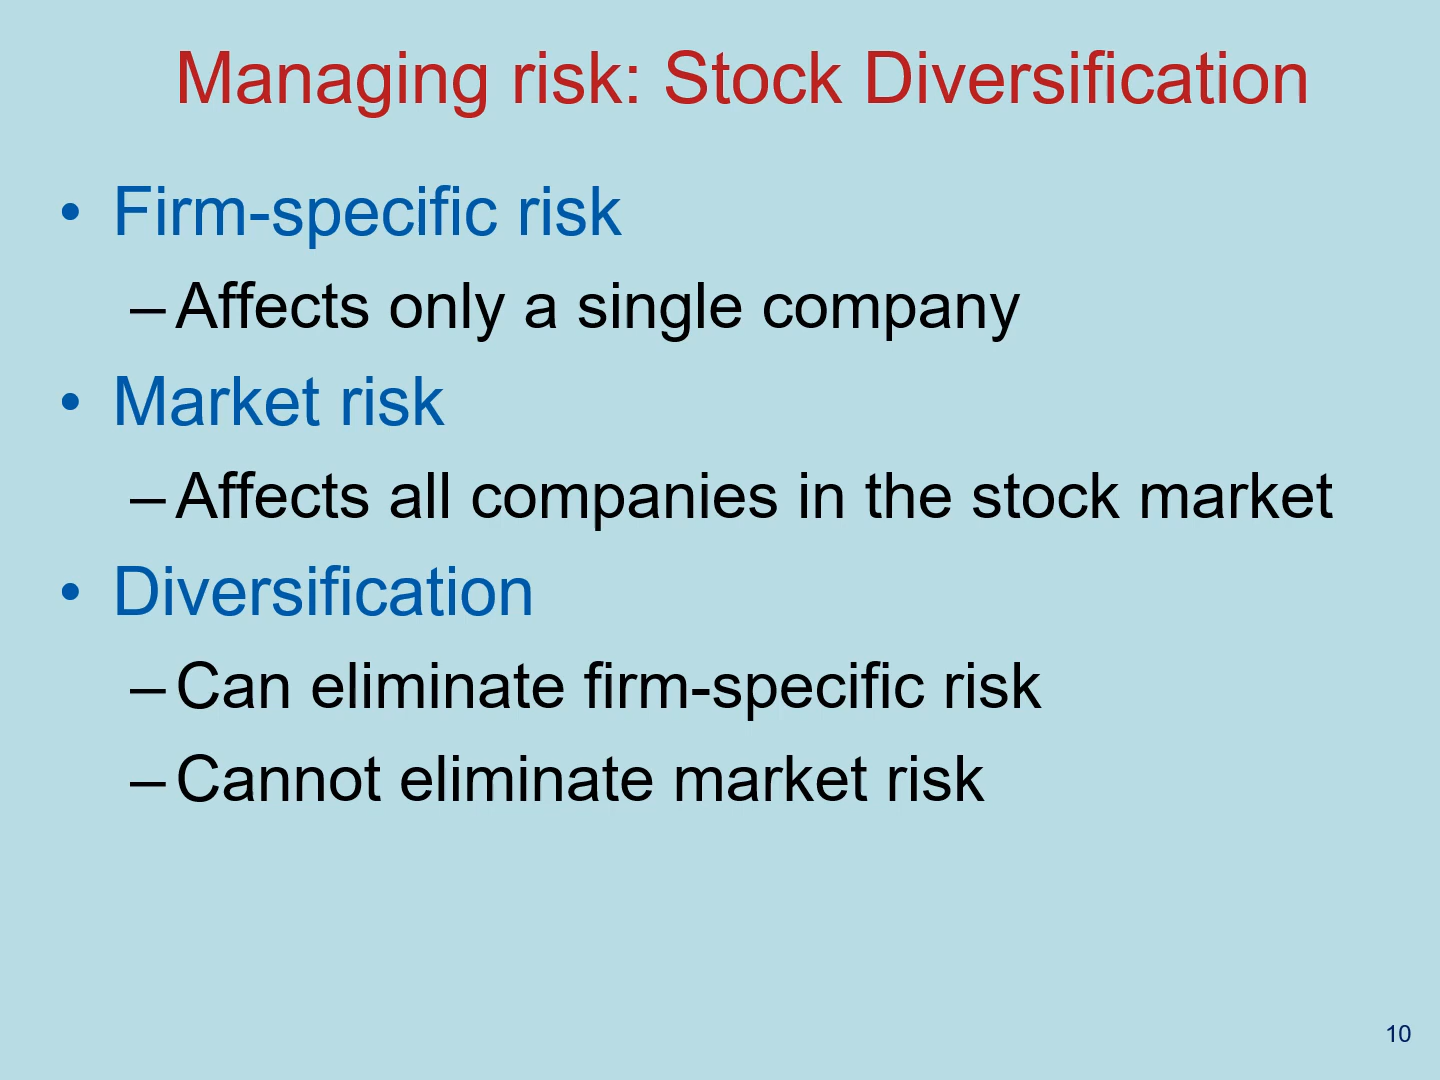 Managing risk: Stock Diversification
• Firm-specific risk
– Affects only a single company
• Market risk
– Affects all companies in the stock market
• Diversification
– Can eliminate firm-specific risk
– Cannot eliminate market risk
10